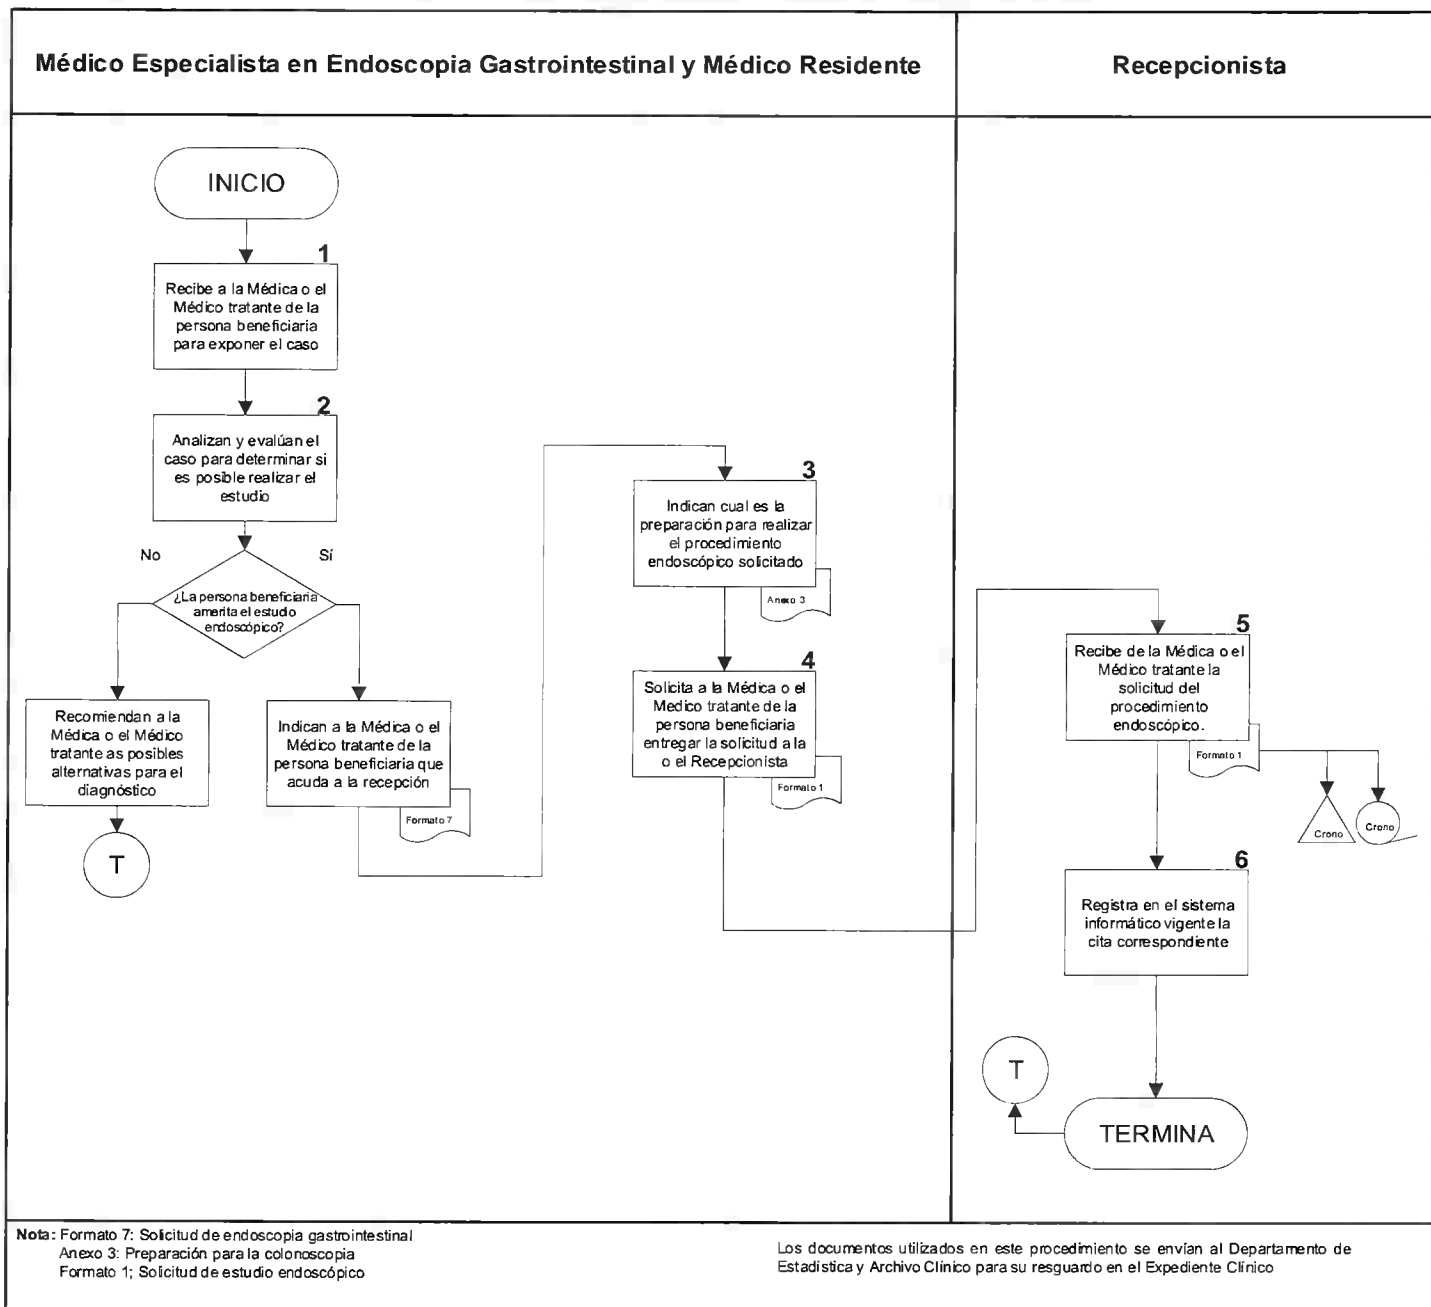 Médico Especialista en Endoscopia Gastrointestinal y Médico Residente
Recepcionista
INICIO
1
Recibe a la Médica o el
Médico tratante de la
persona beneficiaria
para exponer el caso
2
Analizan y evalúan el
caso para determinar si
es posible realizar el
estudio
No
Sí
¿La persona beneficiaria
amerita el estudio
endoscópico?
Recomiendan a la
Médica o el Médico
tratante as posibles
alternativas para el
diagnóstico
T
Indican a la Médica o el
Médico tratante de la
persona beneficiaria que
acuda a la recepción
Formato 7
3
Indican cual es la
preparación para realizar
el procedimiento
endoscópico solicitado
Anexo 3
4
Solicita a la Médica o el
Medico tratante de la
persona beneficiaria
entregar la solicitud a la
o el Recepcionista
Formato 1
5
Recibe de la Médica o el
Médico tratante la
solicitud del
procedimiento
endoscópico.
Formato 1
Crono
Crono
6
Registra en el sistema
informático vigente la
cita correspondiente
T
TERMINA
Nota: Formato 7: Solicitud de endoscopia gastrointestinal
Anexo 3: Preparación para la colonoscopia
Formato 1; Solicitud de estudio endoscópico
Los documentos utilizados en este procedimiento se envían al Departamento de
Estadística y Archivo Clínico para su resguardo en el Expediente Clínico